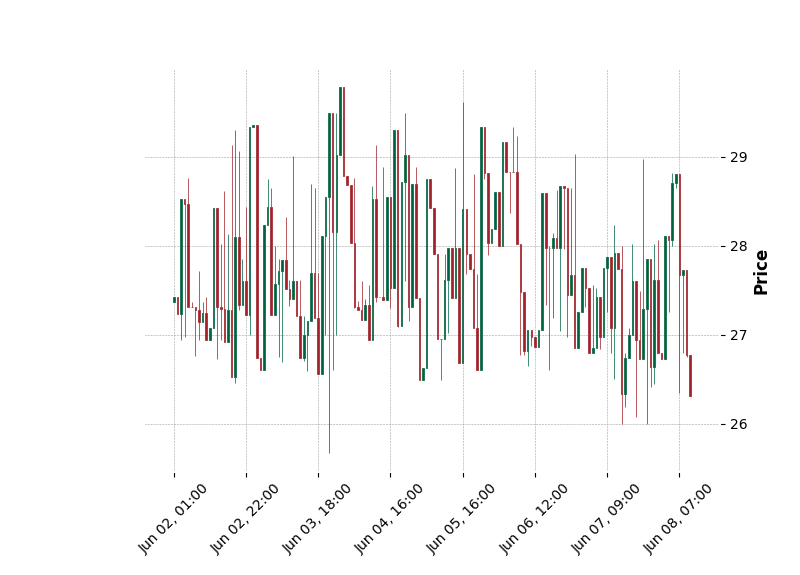 29
28
27
26
Price
Jun 02, 01:00
Jun 02, 22:00
Jun 03, 18:00
Jun 04, 16:00
Jun 05, 16:00
Jun 06, 12:00
Jun 07, 09:00
Jun 08, 07:00